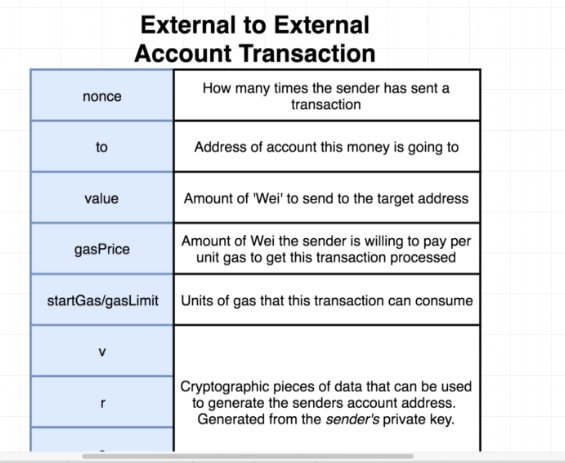 External to External
Account Transaction
nonce
How many times the sender has sent a
transaction
to
Address of account this money is going to
value
Amount of 'Wei' to send to the target address
gasPrice
Amount of Wei the sender is willing to pay per
unit gas to get this transaction processed
startGas/gasLimit
Units of gas that this transaction can consume
v
r
Cryptographic pieces of data that can be used
to generate the senders account address.
Generated from the sender's private key.